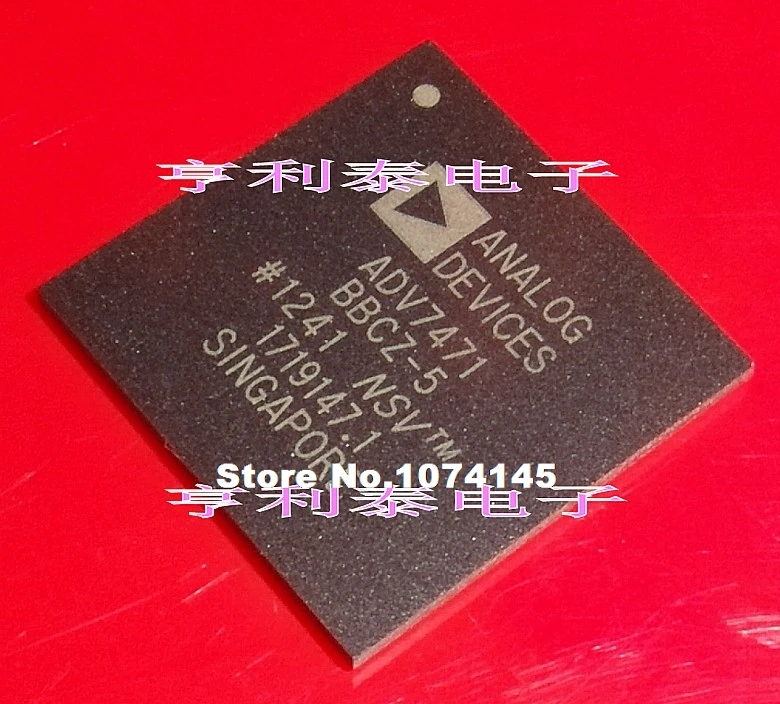 亨利泰电子
ANALOG
DEVICES
ADV7471
BBCZ-5
#1241 NSV™
1719147.1
SINGAPOR
Store No.1074145
亨利泰电子